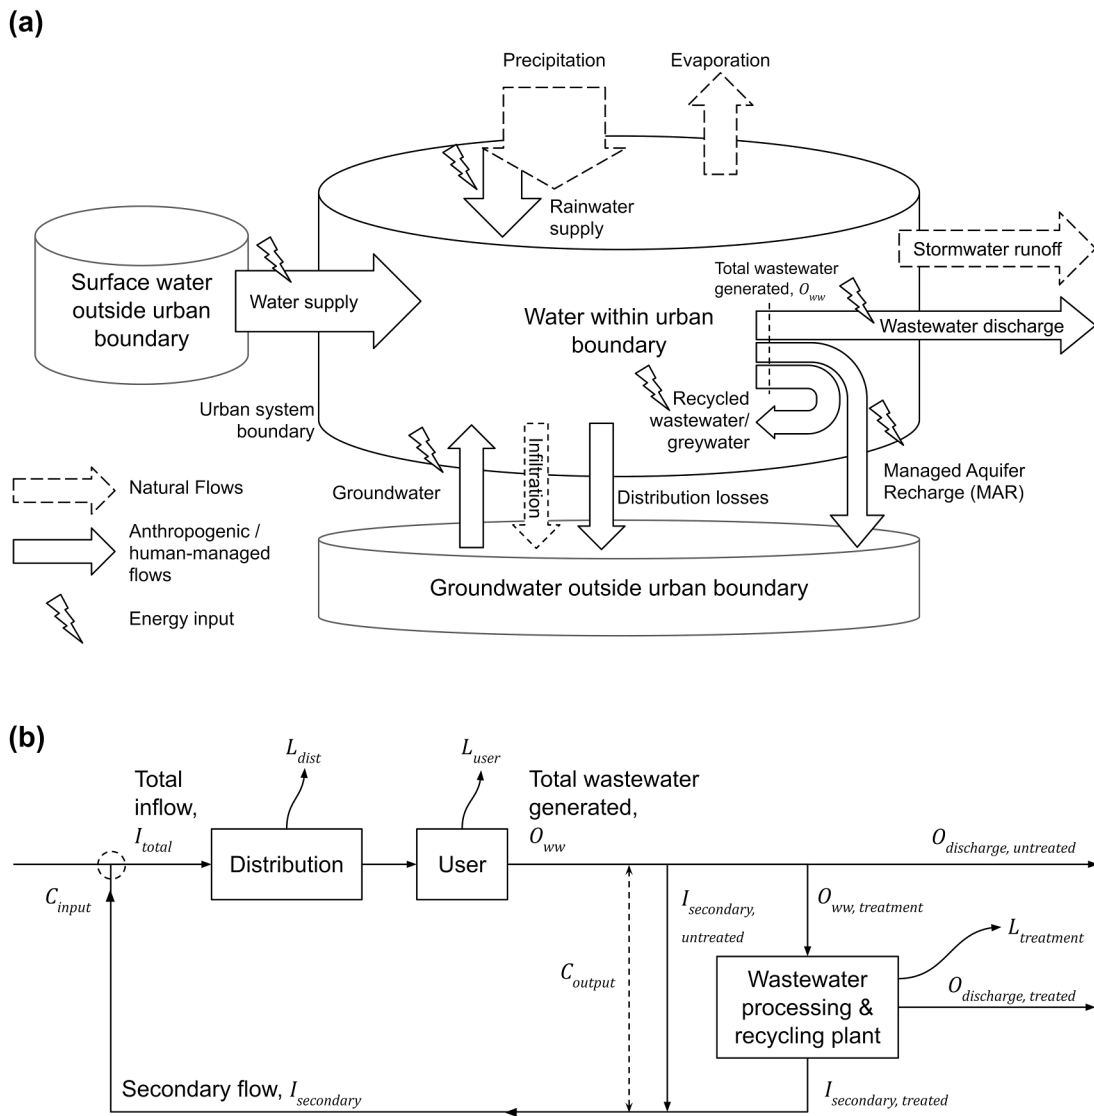 (a)
Precipitation
Evaporation
Rainwater
supply
Surface water
outside urban
boundary
Water supply
Stormwater runoff
Total wastewater
generated, O_ww
Wastewater discharge
Water within urban
boundary
Recycled
wastewater/
greywater
Urban system
boundary
Groundwater
Infiltration
Distribution losses
Managed Aquifer
Recharge (MAR)
Natural Flows
Anthropogenic /
human-managed
flows
Energy input
Groundwater outside urban boundary
(b)
L_dist
L_user
Total
inflow,
I_total
Total wastewater
generated,
O_ww
Distribution
User
O_discharge, untreated
C_input
I_secondary,
untreated
O_ww, treatment
L_treatment
C_output
Wastewater
processing &
recycling plant
O_discharge, treated
Secondary flow, I_secondary
I_secondary, treated